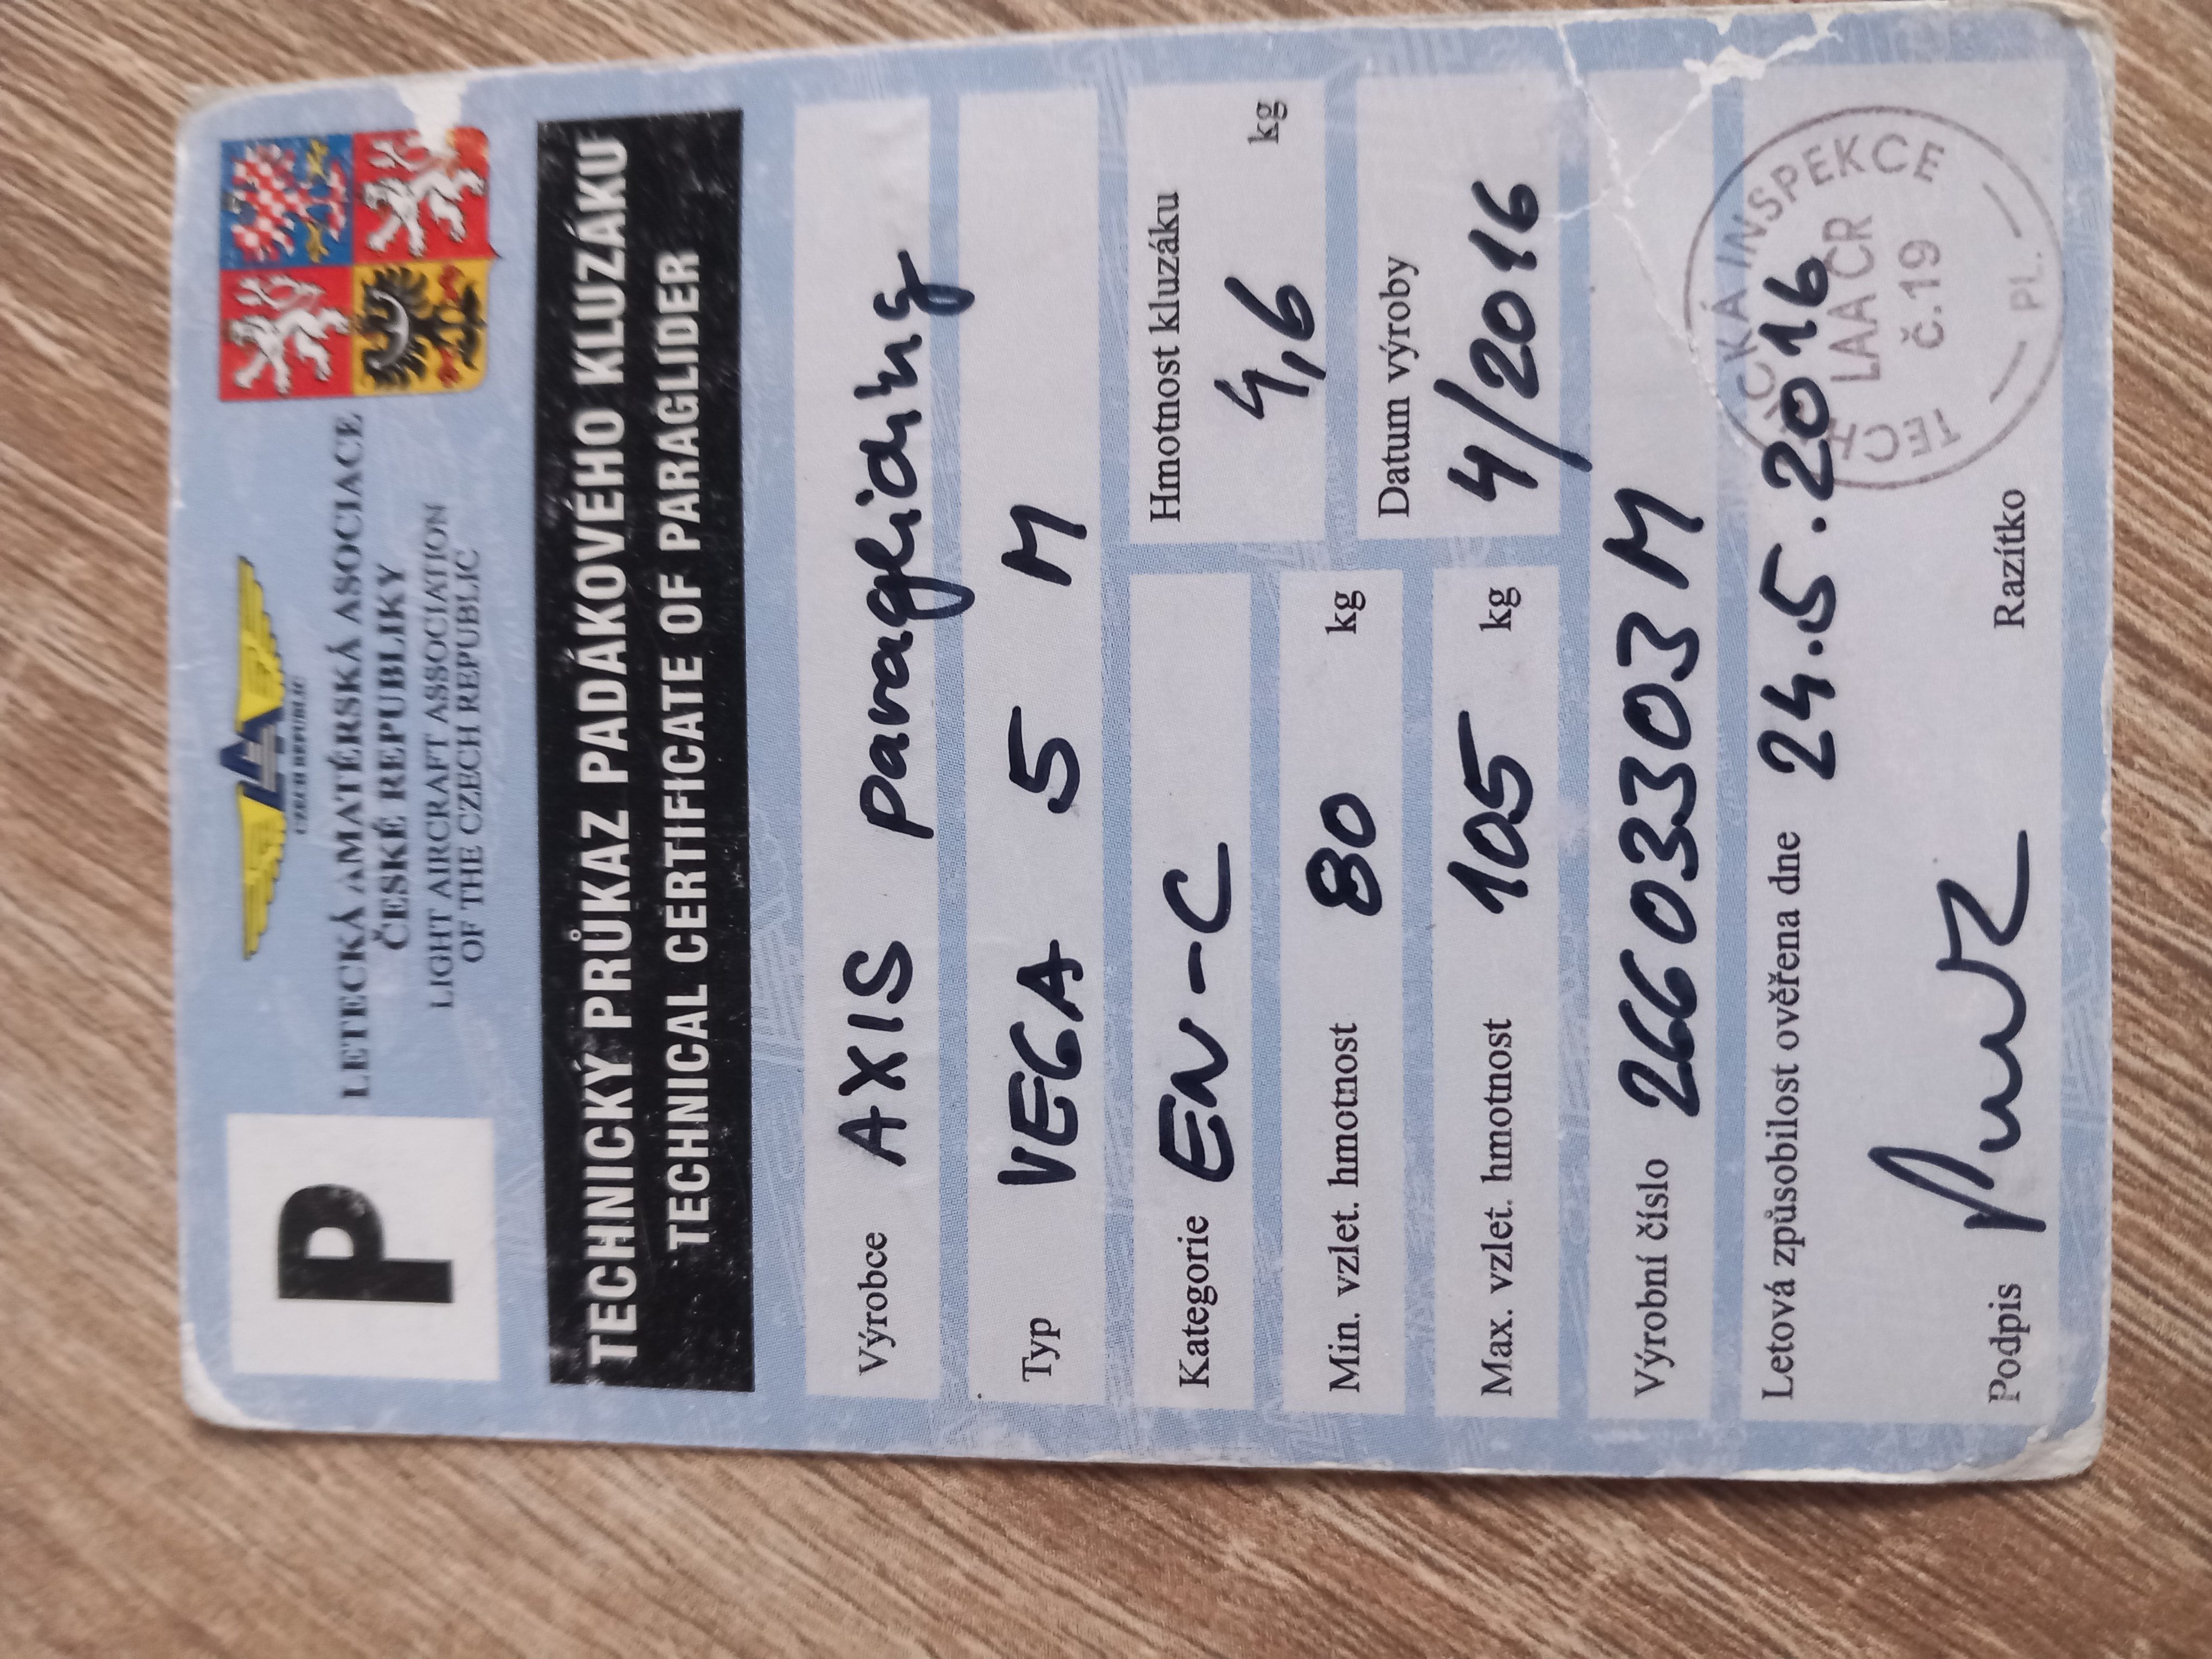 P
CZECH REPUBLIC
LETECKÁ AMATÉRSKÁ ASOCIACE
ČESKÉ REPUBLIKY
LIGHT AIRCRAFT ASSOCIATION
OF THE CZECH REPUBLIC
TECHNICKÝ PRŮKAZ PADÁKOVÉHO KLUZÁKU
TECHNICAL CERTIFICATE OF PARAGLIDER
Výrobce AXIS paragliding
Typ VEGA 5 M
Kategorie EN-C
Hmotnost kluzáku
4,6 kg
Min. vzlet. hmotnost 80 kg
Datum výroby
4/2016
Max. vzlet. hmotnost 105 kg
Výrobní číslo 26603303M
Letová způsobilost ověřena dne 24.5.2016
INSPEKCE
LAA ČR
č.19
PL.
Podpis
Razítko